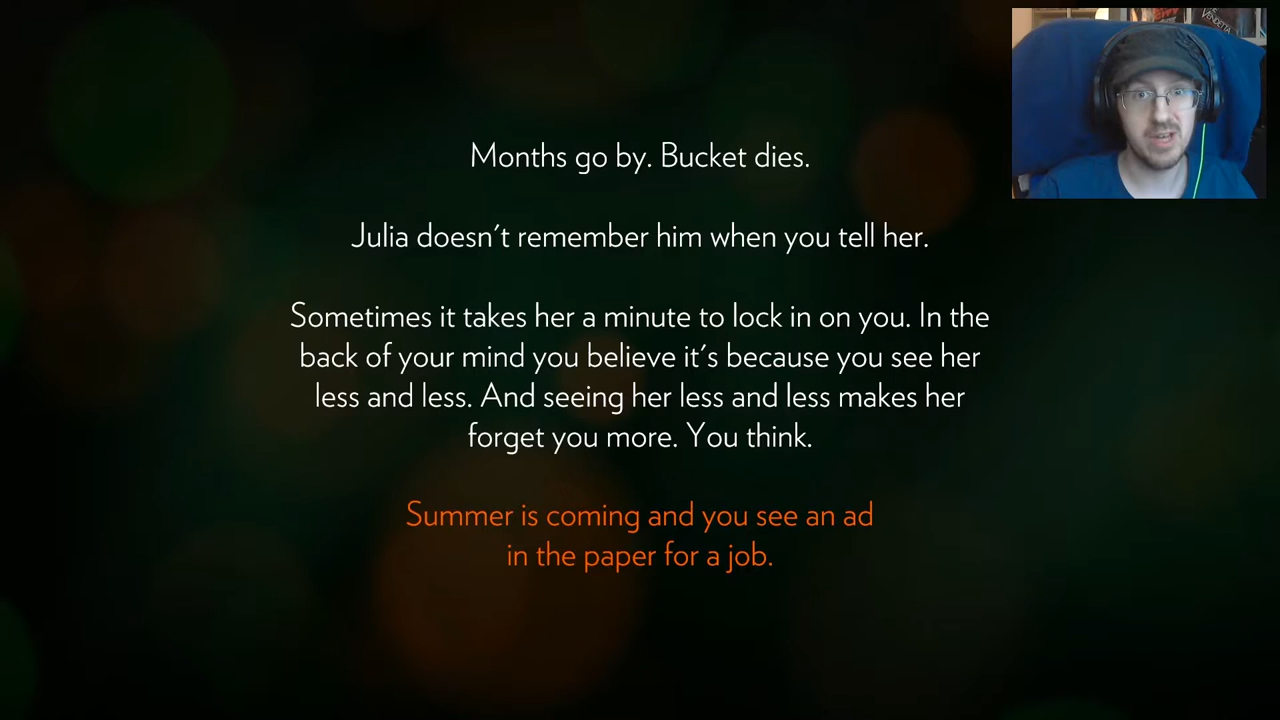 VENDETTA
Months go by. Bucket dies.
Julia doesn't remember him when you tell her.
Sometimes it takes her a minute to lock in on you. In the
back of your mind you believe it's because you see her
less and less. And seeing her less and less makes her
forget you more. You think.
Summer is coming and you see an ad
in the paper for a job.